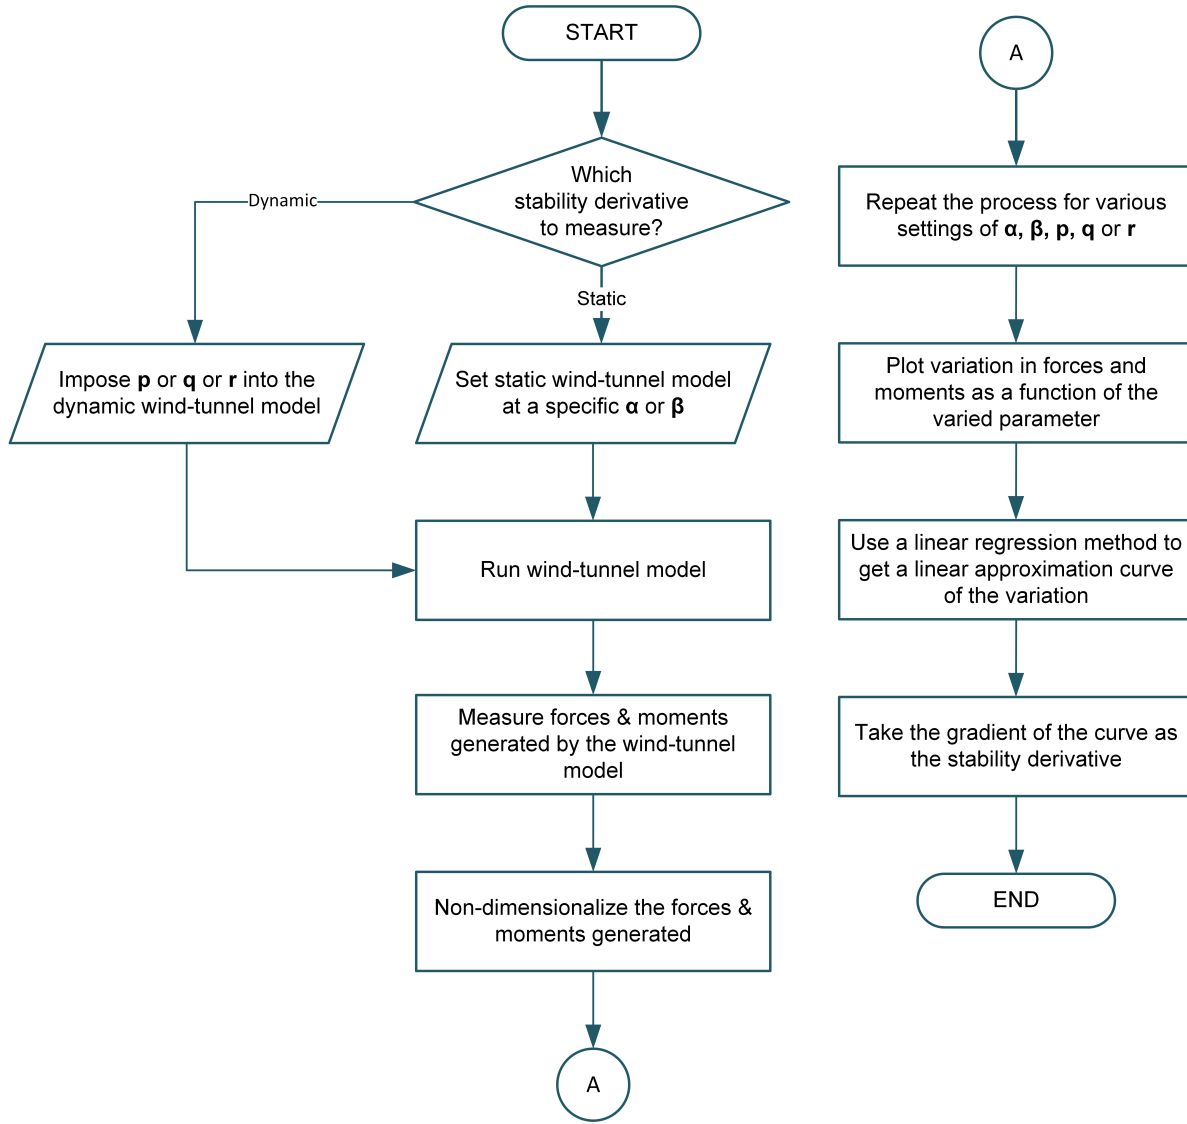 START
Which
stability derivative
to measure?
Dynamic
Static
Impose p or q or r into the
dynamic wind-tunnel model
Set static wind-tunnel model
at a specific α or β
Run wind-tunnel model
Measure forces & moments
generated by the wind-tunnel
model
Non-dimensionalize the forces &
moments generated
A
A
Repeat the process for various
settings of α, β, p, q or r
Plot variation in forces and
moments as a function of the
varied parameter
Use a linear regression method to
get a linear approximation curve
of the variation
Take the gradient of the curve as
the stability derivative
END